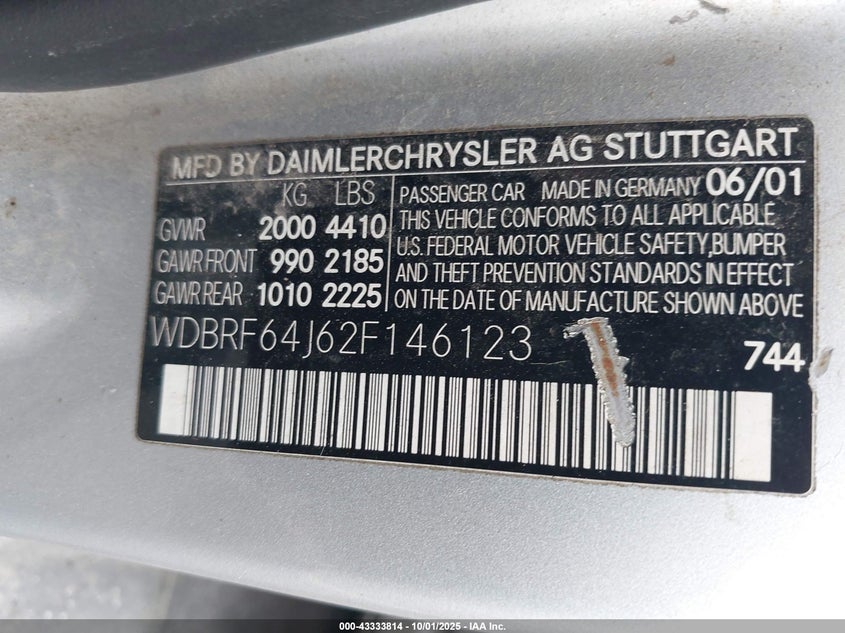 MFD BY DAIMLERCHRYSLER AG STUTTGART
KG LBS
GVWR 2000 4410
GAWR FRONT 990 2185
GAWR REAR 1010 2225
PASSENGER CAR MADE IN GERMANY 06/01
THIS VEHICLE CONFORMS TO ALL APPLICABLE
U.S. FEDERAL MOTOR VEHICLE SAFETY,BUMPER
AND THEFT PREVENTION STANDARDS IN EFFECT
ON THE DATE OF MANUFACTURE SHOWN ABOVE
WDBRF64J62F146123
744
000-43333814 - 10/01/2025 - IAA Inc.